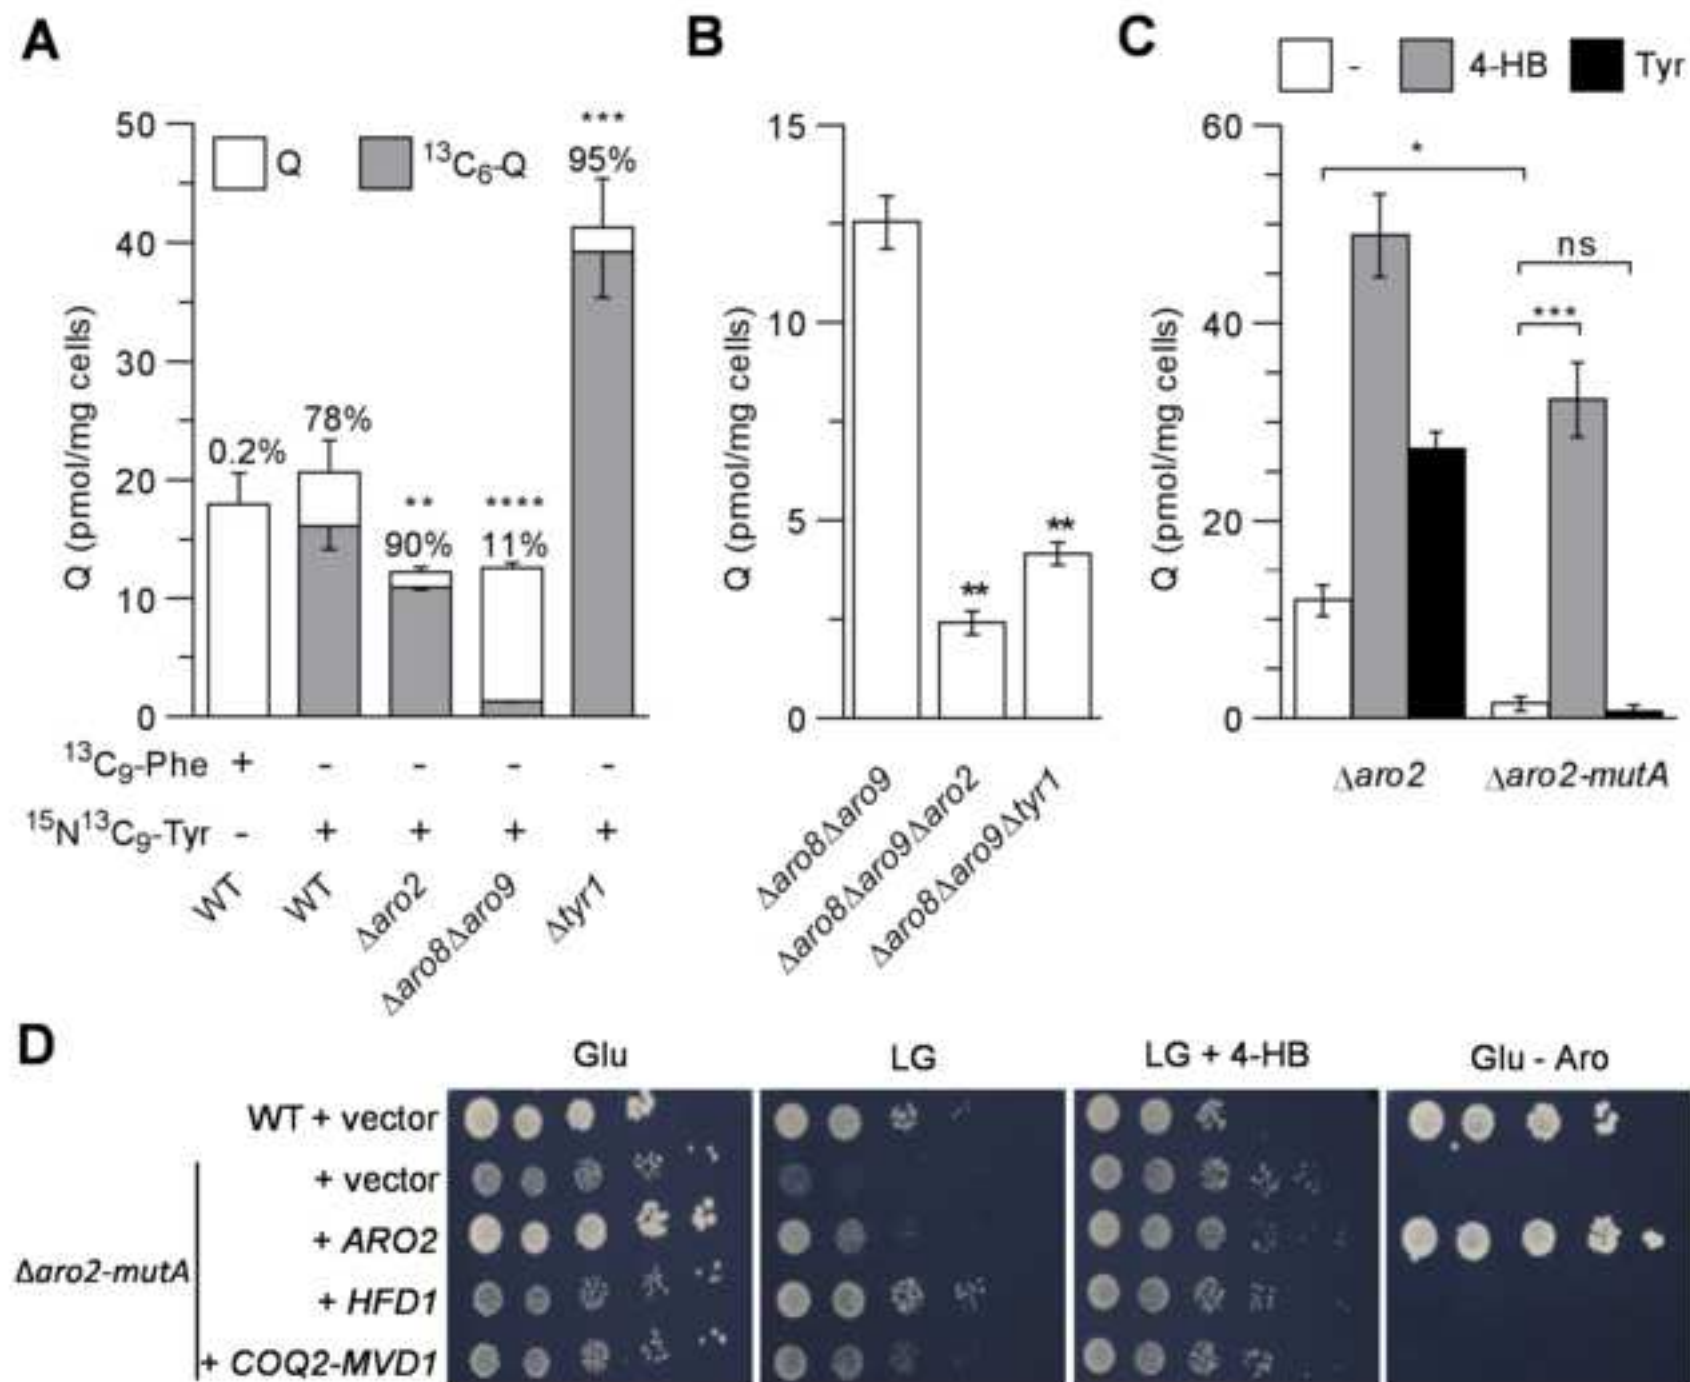 A
50
40
30
20
10
0
Q (pmol/mg cells)
Q
¹³C₆-Q
0.2%
78%
**
90%
****
11%
***
95%
¹³C₉-Phe + - - - -
¹⁵N¹³C₉-Tyr - + + + +
WT
WT
Δaro2
Δaro8Δaro9
Δtyr1
B
15
10
5
0
Q (pmol/mg cells)
**
**
Δaro8Δaro9
Δaro8Δaro9Δaro2
Δaro8Δaro9Δtyr1
C
- 4-HB Tyr
60
40
20
0
Q (pmol/mg cells)
*
ns
***
Δaro2
Δaro2-mutA
D
Glu LG LG + 4-HB Glu - Aro
WT + vector
+ vector
+ ARO2
Δaro2-mutA
+ HFD1
+ COQ2-MVD1